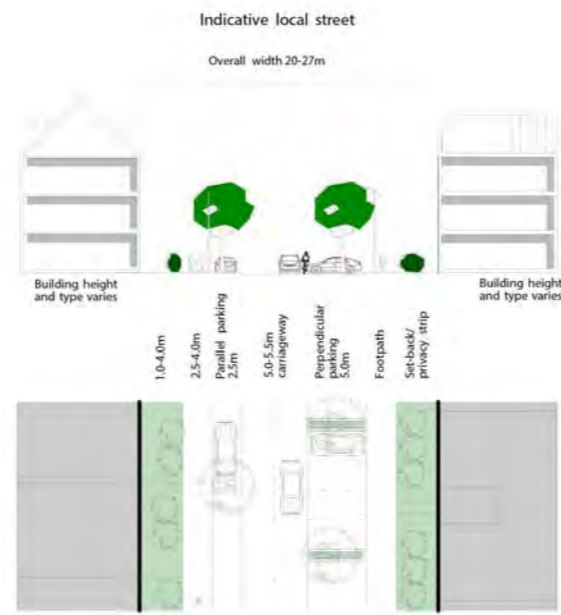 Indicative local street
Overall width 20-27m
Building height
and type varies
Building height
and type varies
1.0-4.0m
2.5-4.0m
Parallel parking
2.5m
5.0-5.5m
carriageway
Perpendicular
parking
5.0m
Footpath
Set-back/
privacy strip